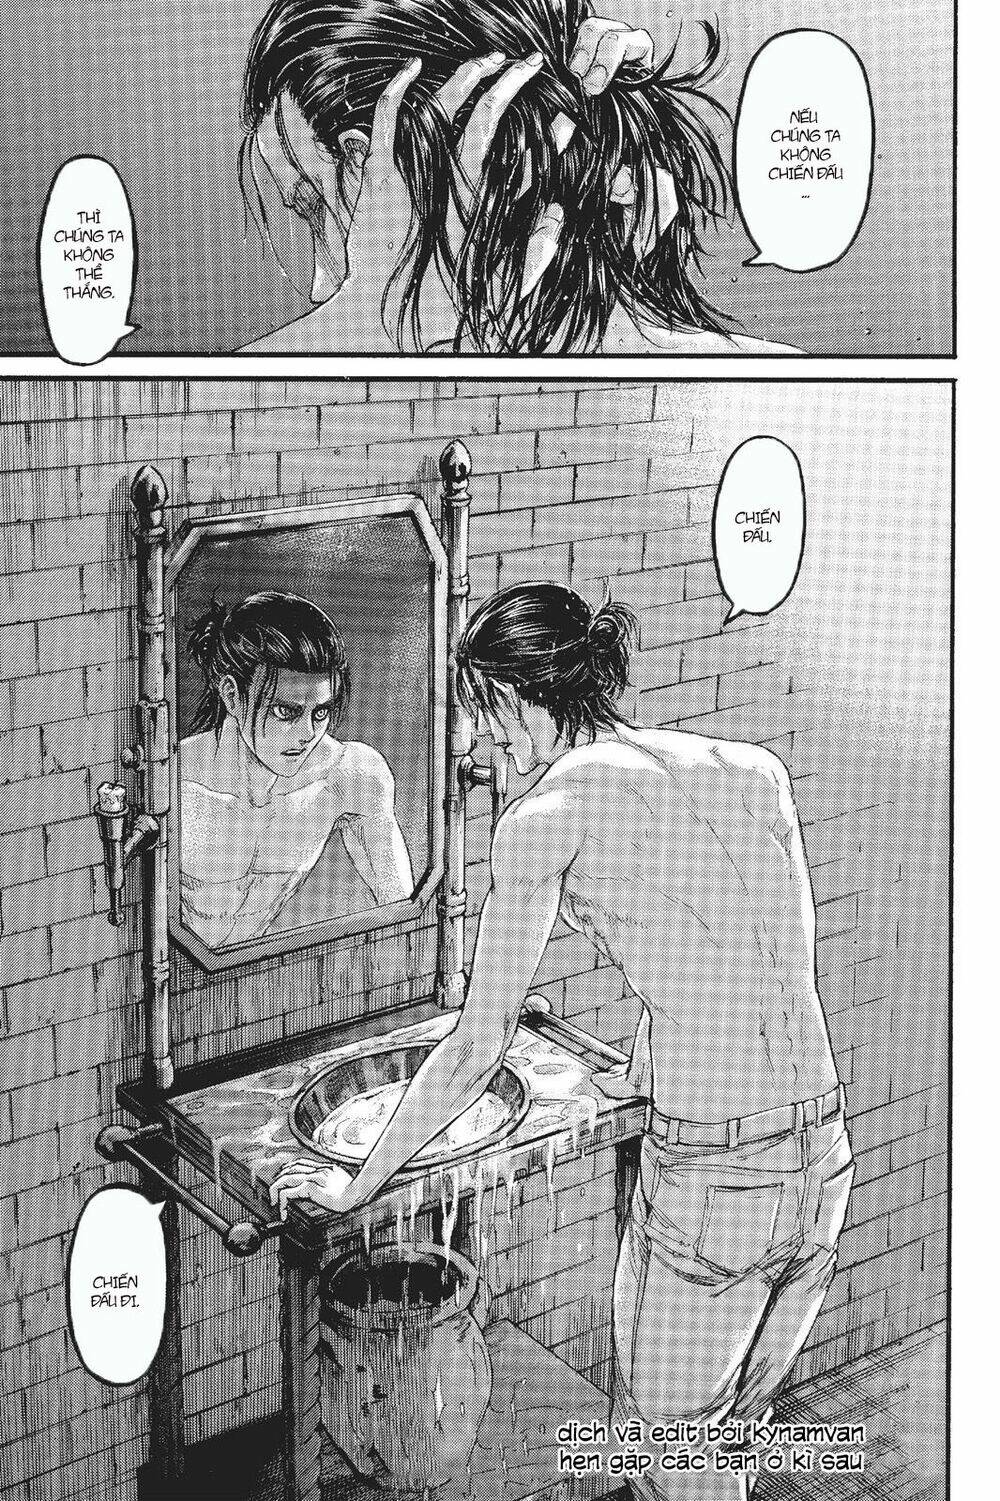 NẾU
CHÚNG TA
KHÔNG
CHIẾN ĐẤU
...
THÌ
CHÚNG TA
KHÔNG
THỂ
THẮNG.
CHIẾN
ĐẤU.
CHIẾN
ĐẤU ĐI.
dịch và edit bởi kynamvan
hẹn gặp các bạn ở kì sau